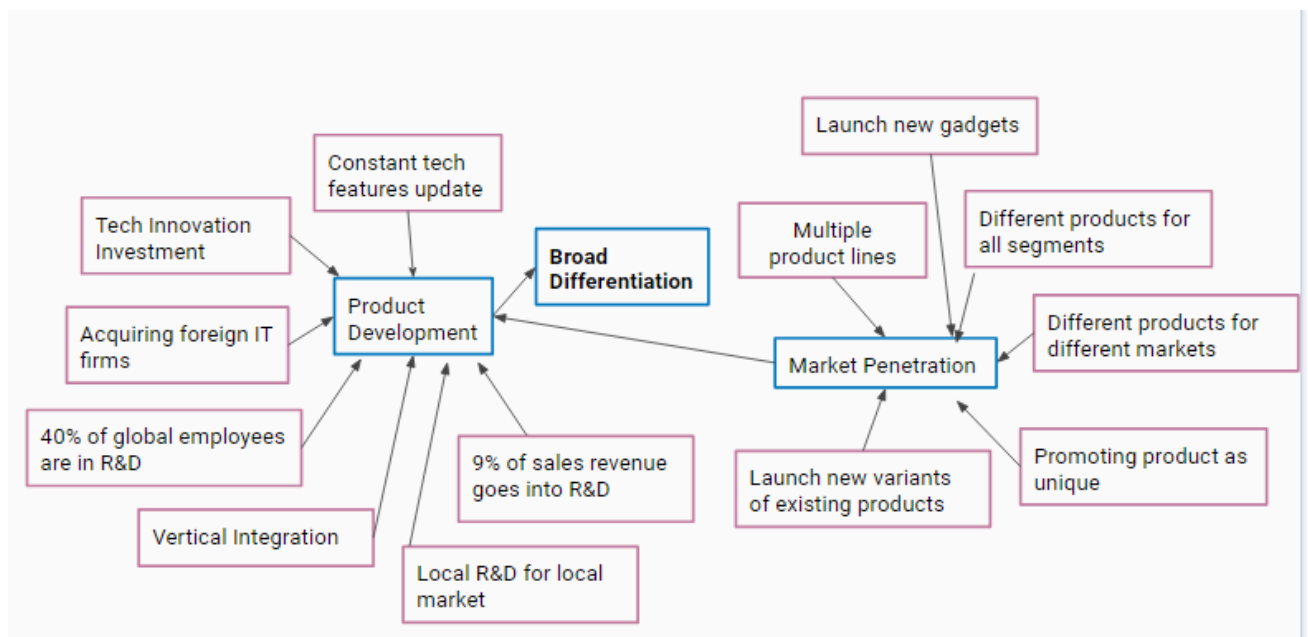 Launch new gadgets
Constant tech
features update
Tech Innovation
Investment
Multiple
product lines
Different products for
all segments
Broad
Differentiation
Product
Development
Acquiring foreign IT
firms
Different products for
different markets
Market Penetration
40% of global employees
are in R&D
9% of sales revenue
goes into R&D
Launch new variants
of existing products
Promoting product as
unique
Vertical Integration
Local R&D for local
market